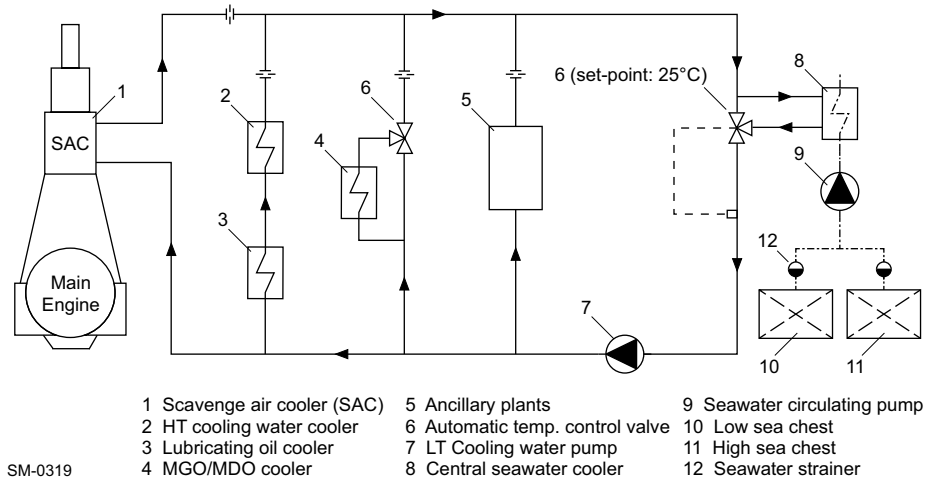 1
SAC
Main
Engine
2
3
4
6
5
6 (set-point: 25°C)
7
8
9
12
10
11
1 Scavenge air cooler (SAC)
2 HT cooling water cooler
3 Lubricating oil cooler
4 MGO/MDO cooler
5 Ancillary plants
6 Automatic temp. control valve
7 LT Cooling water pump
8 Central seawater cooler
9 Seawater circulating pump
10 Low sea chest
11 High sea chest
12 Seawater strainer
SM-0319